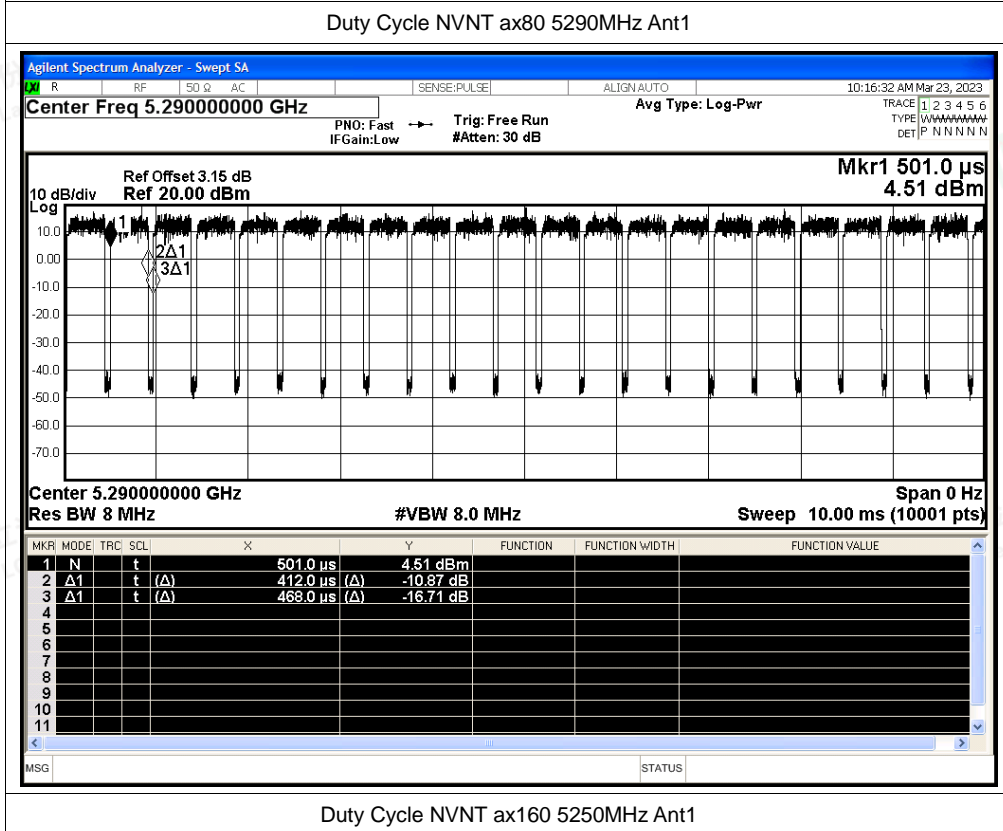 Duty Cycle NVNT ax80 5290MHz Ant1
Agilent Spectrum Analyzer - Swept SA
LXI R RF 50 Ω AC SENSE:PULSE ALIGN AUTO 10:16:32 AM Mar 23, 2023
Center Freq 5.290000000 GHz Avg Type: Log-Pwr TRACE 1 2 3 4 5 6
PNO: Fast Trig: Free Run TYPE WWWWWW
IFGain:Low #Atten: 30 dB DET P N N N N N
Mkr1 501.0 µs
Ref Offset 3.15 dB 4.51 dBm
10 dB/div Ref 20.00 dBm
Log
10.0
1
0.00
2Δ1
3Δ1
-10.0
-20.0
-30.0
-40.0
-50.0
-60.0
-70.0
Center 5.290000000 GHz Span 0 Hz
Res BW 8 MHz #VBW 8.0 MHz Sweep 10.00 ms (10001 pts)
MKR MODE TRC SCL X Y FUNCTION FUNCTION WIDTH FUNCTION VALUE
1 N t 501.0 µs 4.51 dBm
2 Δ1 t (Δ) 412.0 µs (Δ) -10.87 dB
3 Δ1 t (Δ) 468.0 µs (Δ) -16.71 dB
4
5
6
7
8
9
10
11
MSG STATUS
Duty Cycle NVNT ax160 5250MHz Ant1